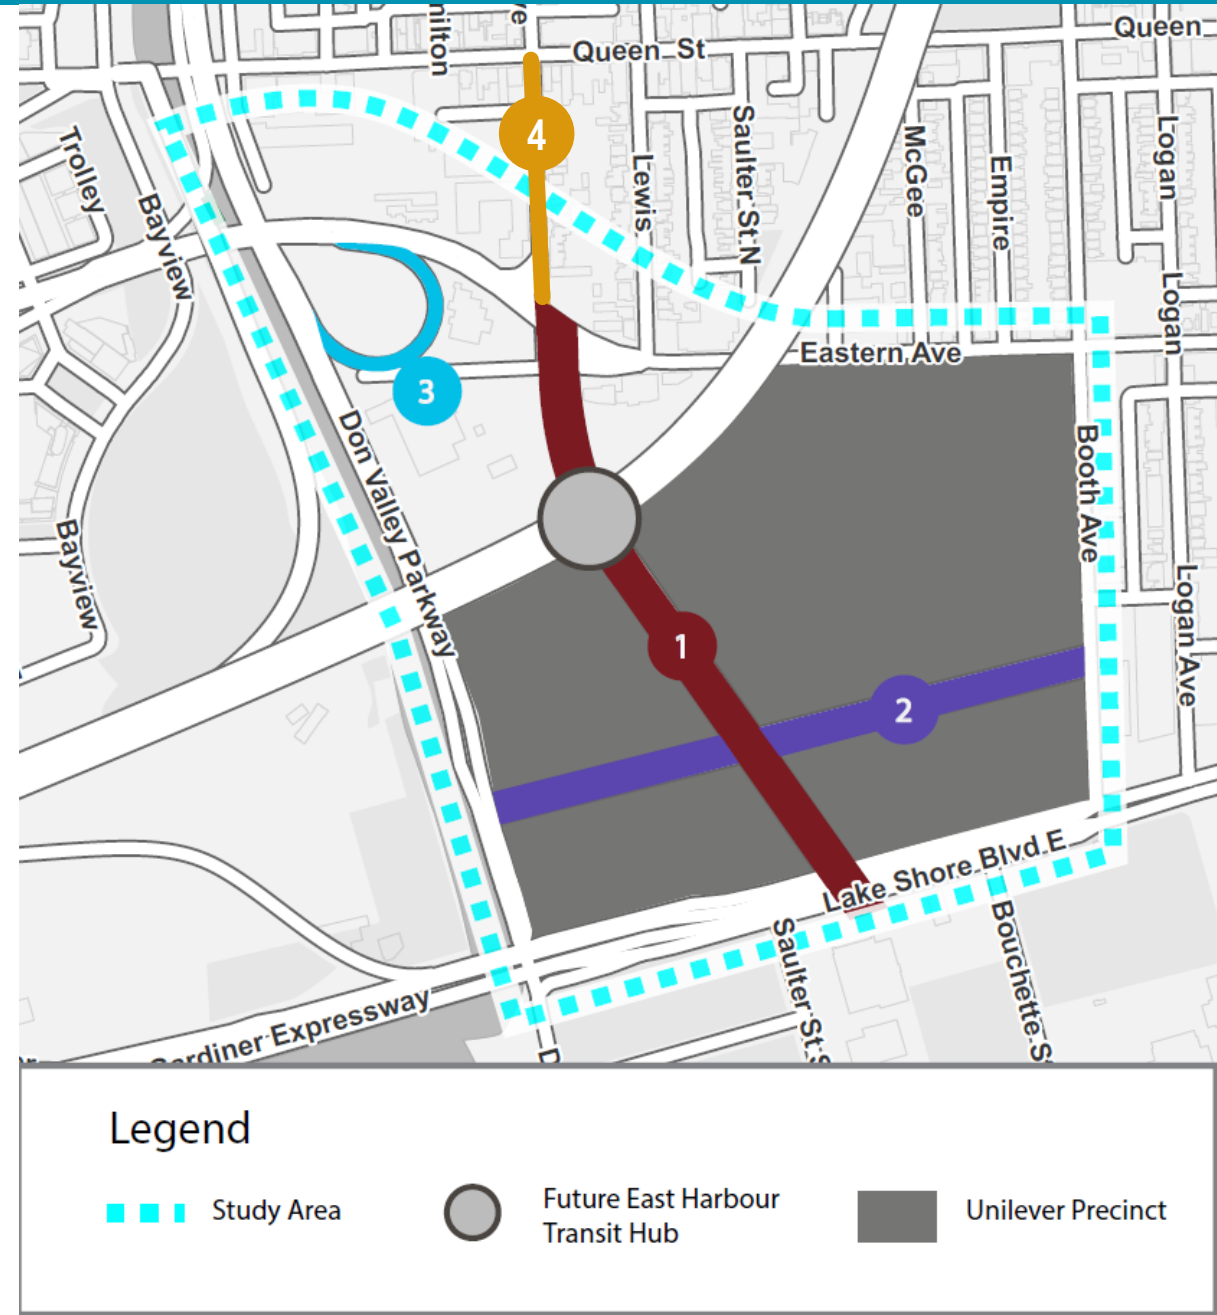 milton
ve
Queen St
Queen
4
Trolley
Bayview
Lewis
Saulter St N
McGee
Empire
Logan
Logan
Eastern Ave
3
Don Valley Parkway
Booth Ave
Bayview
1
2
Logan Ave
Lake Shore Blvd E
Saulter St S
Bouchette S
Gardiner Expressway
D
Legend
Study Area
Future East Harbour
Transit Hub
Unilever Precinct